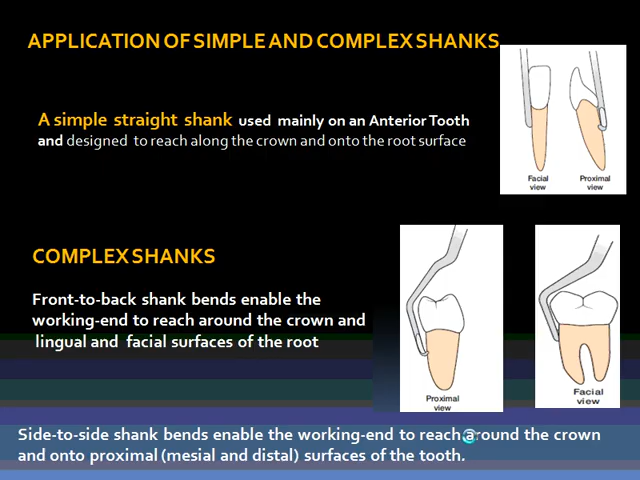 APPLICATION OF SIMPLE AND COMPLEX SHANKS
A simple straight shank used mainly on an Anterior Tooth
and designed to reach along the crown and onto the root surface
Facial
view
Proximal
view
COMPLEX SHANKS
Front-to-back shank bends enable the
working-end to reach around the crown and
lingual and facial surfaces of the root
Proximal
view
Facial
view
Side-to-side shank bends enable the working-end to reach around the crown
and onto proximal (mesial and distal) surfaces of the tooth.